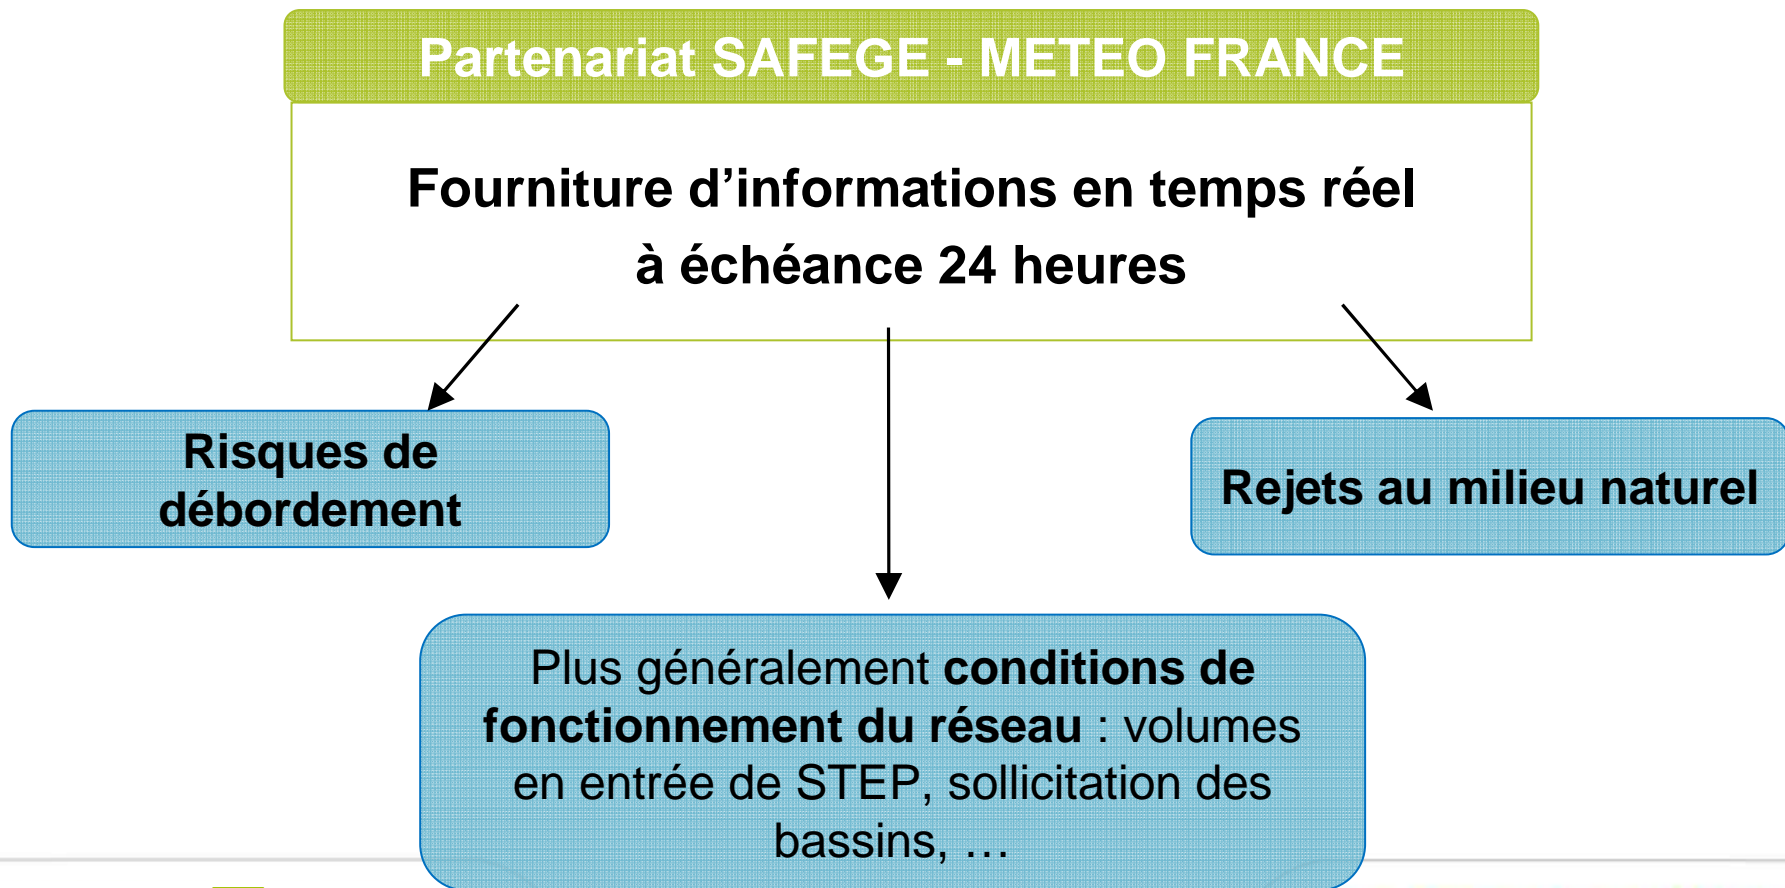 Partenariat SAFEGE - METEO FRANCE
Fourniture d’informations en temps réel
à échéance 24 heures
Risques de
débordement
Rejets au milieu naturel
Plus généralement conditions de
fonctionnement du réseau : volumes
en entrée de STEP, sollicitation des
bassins, …